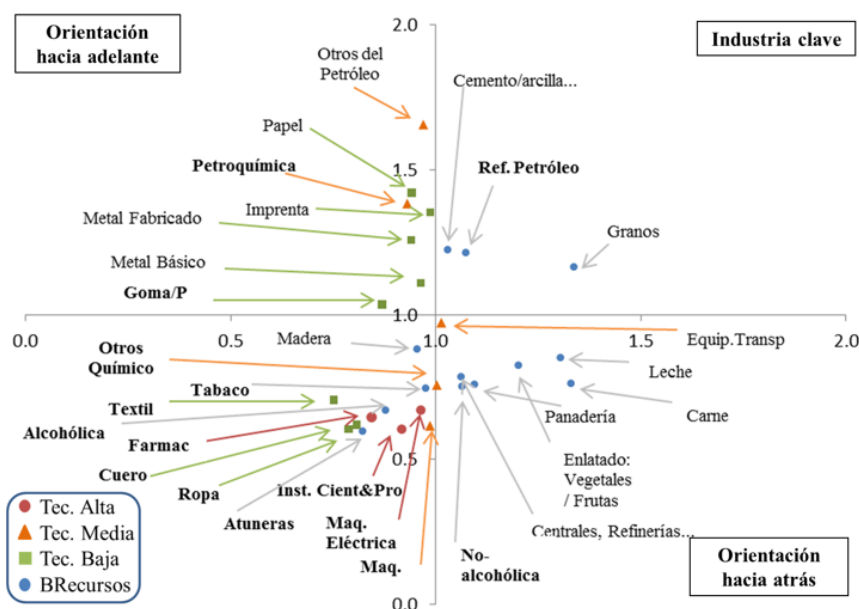 Orientación
hacia adelante
2.0
Industria clave
Otros del
Petróleo
Cemento/arcilla...
Papel
Petroquímica
1.5
Ref. Petróleo
Imprenta
Metal Fabricado
Granos
Metal Básico
Goma/P
1.0
0.0
0.5
1.0
1.5
2.0
Madera
Equip.Transp
Otros
Químico
Leche
Tabaco
Textil
Panadería
Carne
Alcohólica
Farmac
0.5
Cuero
Enlatado:
Vegetales
/ Frutas
Ropa
Inst. Cient&Pro
Tec. Alta
Tec. Media
Tec. Baja
BRecursos
Atuneras
Maq.
Eléctrica
Centrales, Refinerías...
Maq.
No-
alcohólica
Orientación
hacia atrás
0.0